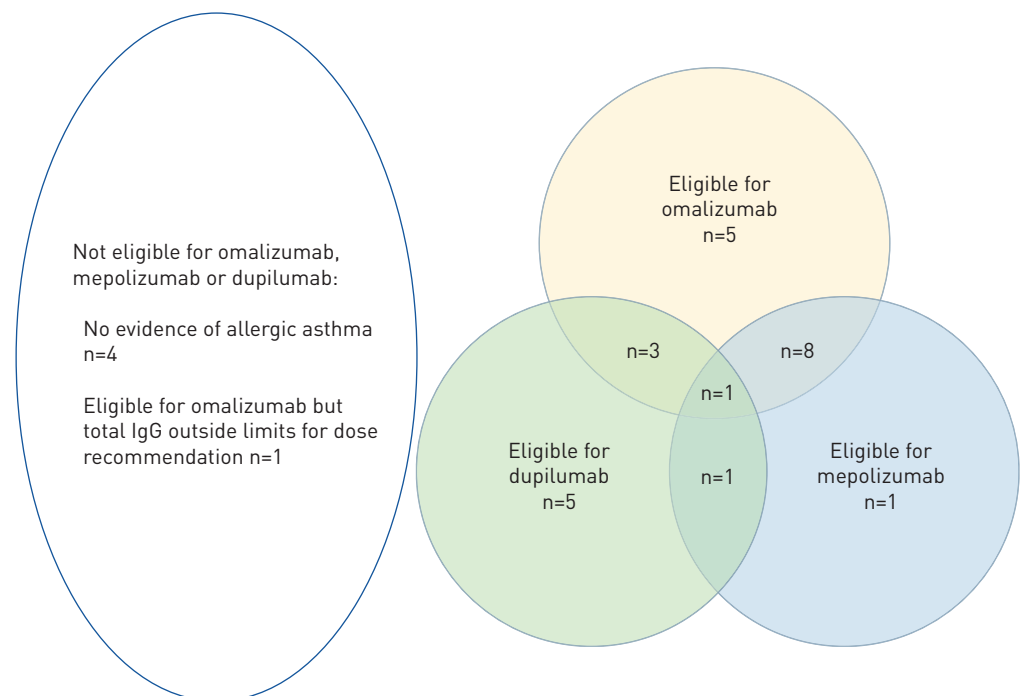 Not eligible for omalizumab,
mepolizumab or dupilumab:
No evidence of allergic asthma
n=4
Eligible for omalizumab but
total IgG outside limits for dose
recommendation n=1
Eligible for
omalizumab
n=5
n=3
n=8
n=1
Eligible for
dupilumab
n=5
n=1
Eligible for
mepolizumab
n=1